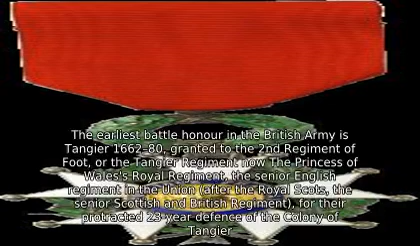 The earliest battle honour in the British Army is
Tangier 1662–80, granted to the 2nd Regiment of
Foot, or the Tangier Regiment now The Princess of
Wales's Royal Regiment, the senior English
regiment in the Union (after the Royal Scots, the
senior Scottish and British Regiment), for their
protracted 23-year defence of the Colony of
Tangier